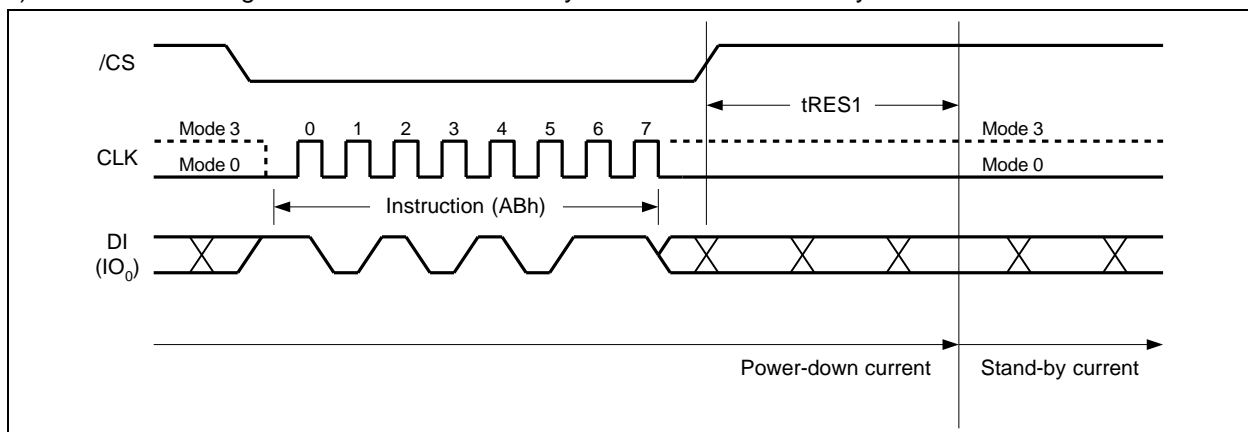 /CS
tRES1
Mode 3 0 1 2 3 4 5 6 7 Mode 3
CLK
Mode 0 Mode 0
Instruction (ABh)
DI
(IO0)
Power-down current Stand-by current